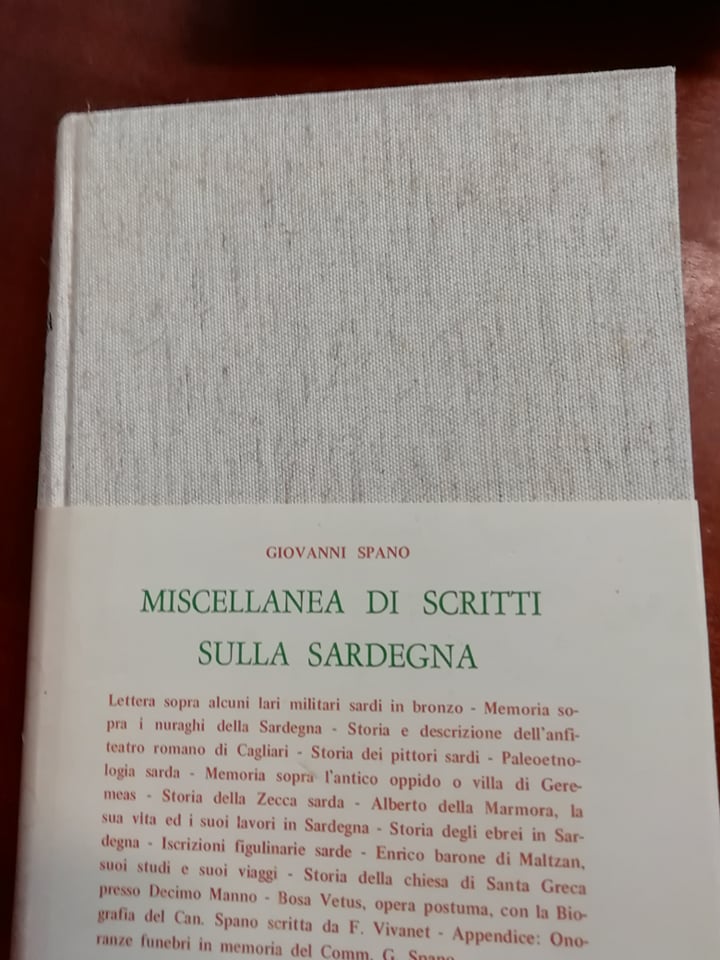 GIOVANNI SPANO
MISCELLANEA DI SCRITTI
SULLA SARDEGNA
Lettera sopra alcuni lari militari sardi in bronzo - Memoria so-
pra i nuraghi della Sardegna - Storia e descrizione dell'anfi-
teatro romano di Cagliari - Storia dei pittori sardi - Paleoetno-
logia sarda - Memoria sopra l'antico oppido o villa di Gere-
meas - Storia della Zecca sarda - Alberto della Marmora, la
sua vita ed i suoi lavori in Sardegna - Storia degli ebrei in Sar-
degna - Iscrizioni figulinarie sarde - Enrico barone di Maltzan,
suoi studi e suoi viaggi - Storia della chiesa di Santa Greca
presso Decimo Manno - Bosa Vetus, opera postuma, con la Bio-
grafia del Can. Spano scritta da F. Vivanet - Appendice: Ono-
ranze funebri in memoria del Comm. G. Spano